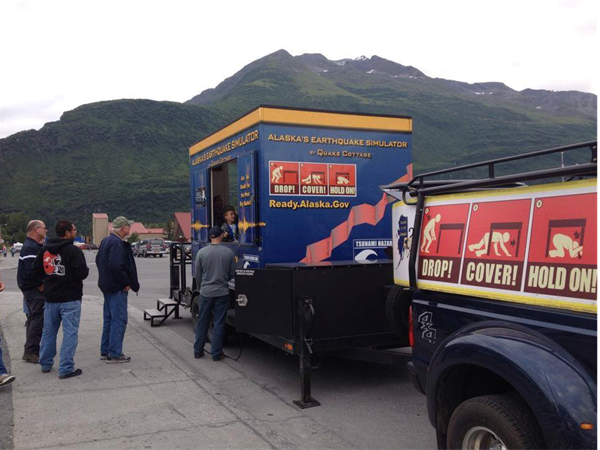 ALASKA'S EARTHQUAKE SIMULATOR
ALASKA'S EARTHQUAKE SIMULATOR
BY QUAKE COTTAGE
DROP! COVER! HOLD ON!
Ready.Alaska.Gov
TSUNAMI HAZARD
DROP! COVER! HOLD ON!
4x4